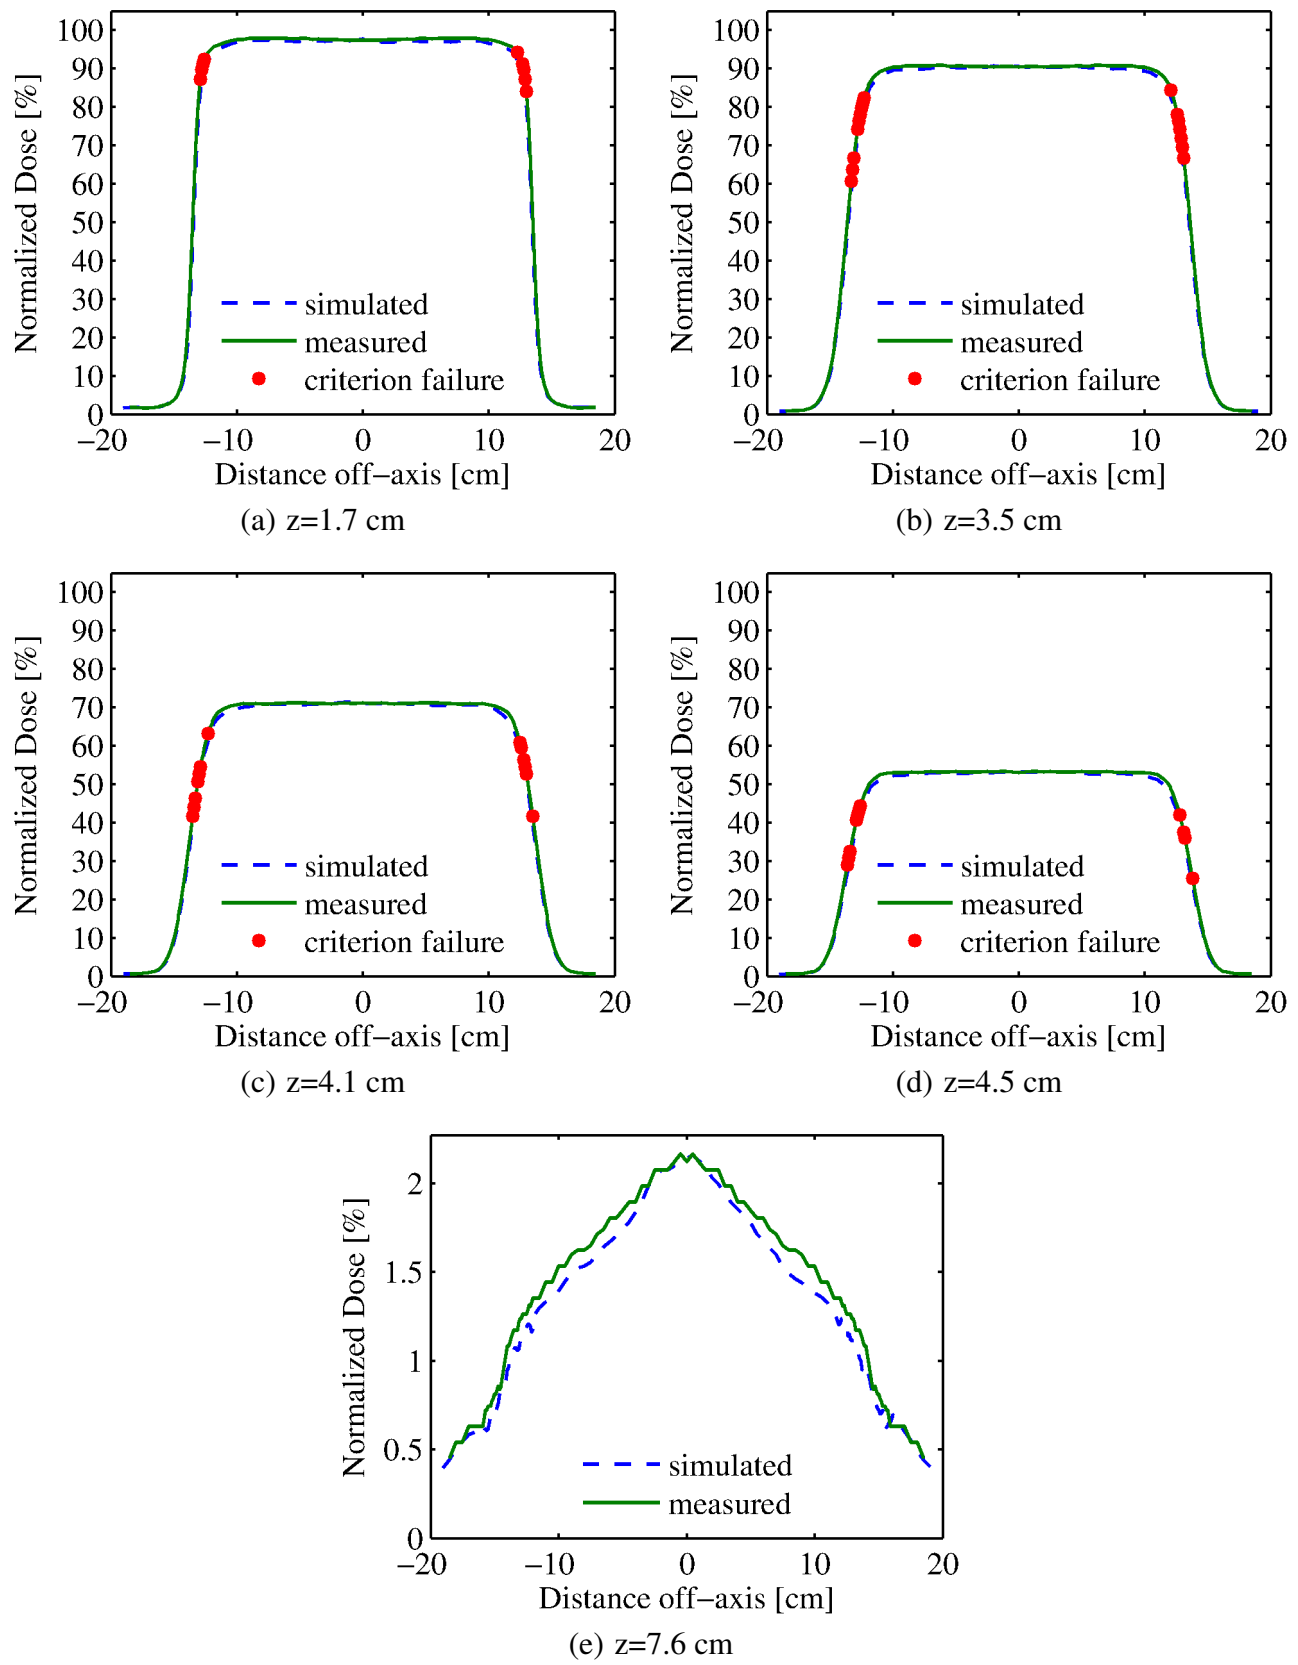 100
90
80
70
60
50
40
30
20
10
0
Normalized Dose [%]
simulated
measured
criterion failure
−20 −10 0 10 20
Distance off−axis [cm]
(a) z=1.7 cm
100
90
80
70
60
50
40
30
20
10
0
Normalized Dose [%]
simulated
measured
criterion failure
−20 −10 0 10 20
Distance off−axis [cm]
(b) z=3.5 cm
100
90
80
70
60
50
40
30
20
10
0
Normalized Dose [%]
simulated
measured
criterion failure
−20 −10 0 10 20
Distance off−axis [cm]
(c) z=4.1 cm
100
90
80
70
60
50
40
30
20
10
0
Normalized Dose [%]
simulated
measured
criterion failure
−20 −10 0 10 20
Distance off−axis [cm]
(d) z=4.5 cm
2
1.5
1
0.5
0
Normalized Dose [%]
simulated
measured
−20 −10 0 10 20
Distance off−axis [cm]
(e) z=7.6 cm